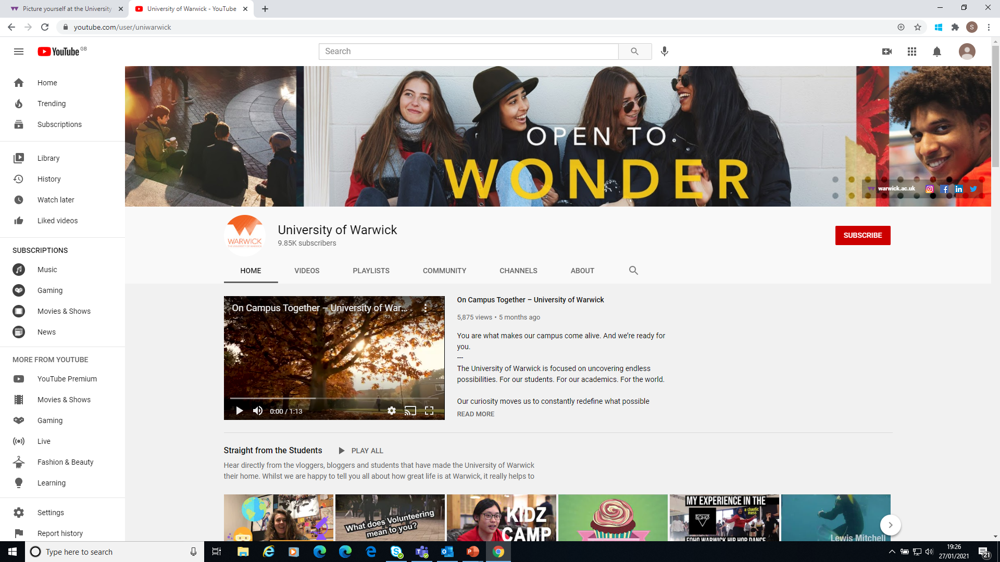 Picture yourself at the University
University of Warwick - YouTube
youtube.com/user/uniwarwick
S
YouTube GB
Search
Home
Trending
Subscriptions
Library
History
Watch later
Liked videos
SUBSCRIPTIONS
Music
Gaming
Movies & Shows
News
MORE FROM YOUTUBE
YouTube Premium
Movies & Shows
Gaming
Live
Fashion & Beauty
Learning
Settings
Report history
OPEN TO
WONDER
warwick.ac.uk
WARWICK
THE UNIVERSITY OF WARWICK
University of Warwick
9.85K subscribers
SUBSCRIBE
HOME VIDEOS PLAYLISTS COMMUNITY CHANNELS ABOUT
On Campus Together – University of War...
0:00 / 1:13
On Campus Together – University of Warwick
5,875 views • 5 months ago
You are what makes our campus come alive. And we’re ready for
you.
---
The University of Warwick is focused on uncovering endless
possibilities. For our students. For our academics. For the world.
Our curiosity moves us to constantly redefine what possible
READ MORE
Straight from the Students PLAY ALL
Hear directly from the vloggers, bloggers and students that have made the University of Warwick
their home. Whilst we are happy to tell you all about how great life is at Warwick, it really helps to
What does Volunteering
mean to you?
KIDZ
CAMP
MY EXPERIENCE IN THE
a chaotic
mess
ECHO
ECHO WARWICK HIP HOP DANCE
Lewis Mitchell
Type here to search
19:26
27/01/2021
21